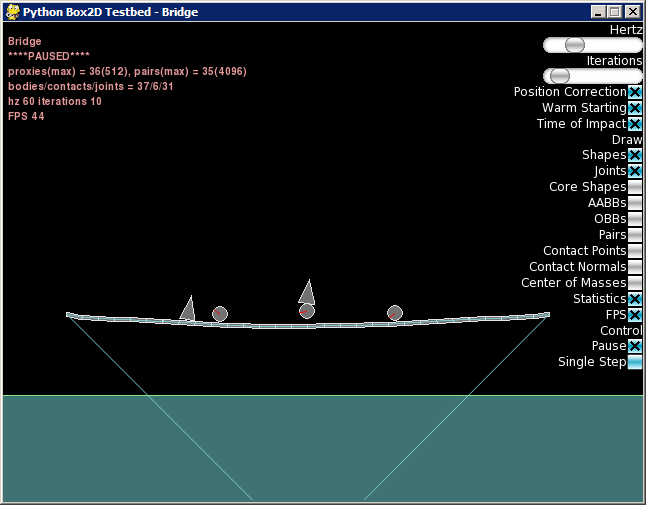 Python Box2D Testbed - Bridge
Bridge
****PAUSED****
proxies(max) = 36(512), pairs(max) = 35(4096)
bodies/contacts/joints = 37/6/31
hz 60 iterations 10
FPS 44
Hertz
Iterations
Position Correction
Warm Starting
Time of Impact
Draw
Shapes
Joints
Core Shapes
AABBs
OBBs
Pairs
Contact Points
Contact Normals
Center of Masses
Statistics
FPS
Control
Pause
Single Step